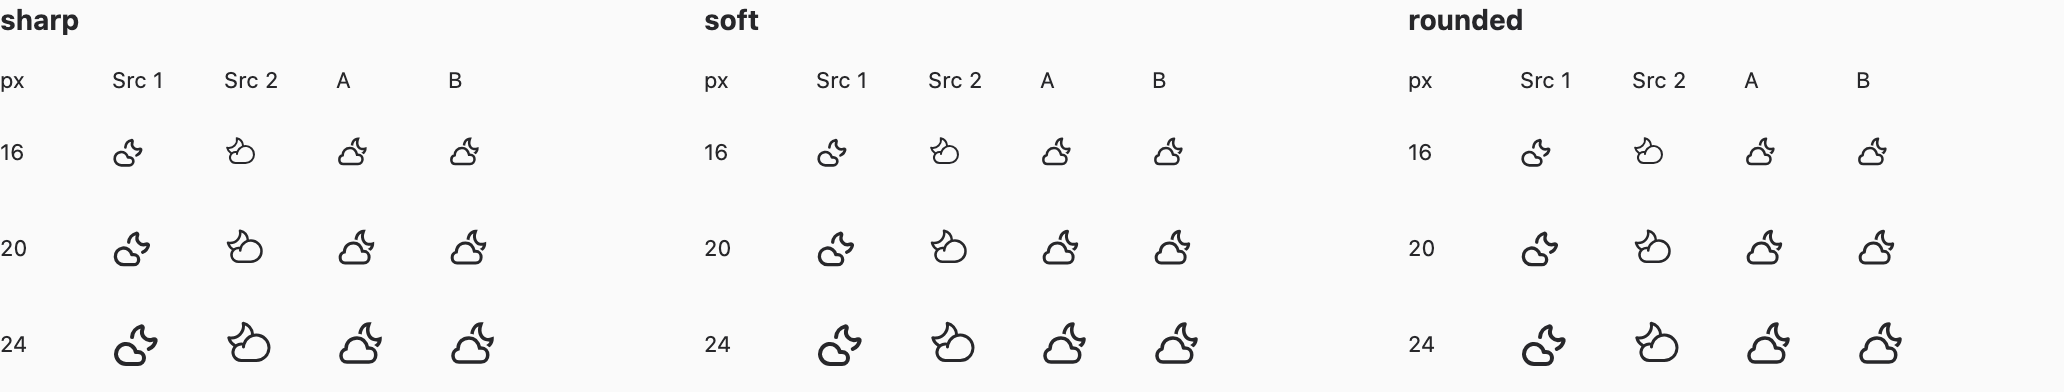 sharp soft rounded
px Src 1 Src 2 A B px Src 1 Src 2 A B px Src 1 Src 2 A B
16 16 16
20 20 20
24 24 24